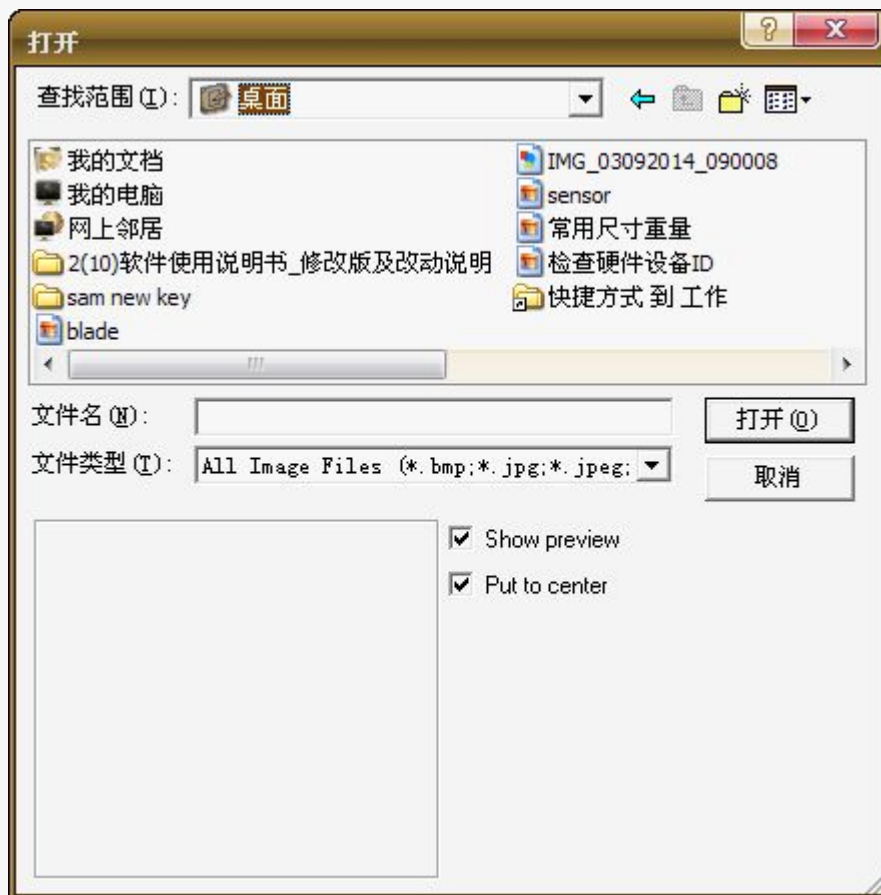 打开
查找范围(I): 桌面
我的文档
我的电脑
网上邻居
2(10)软件使用说明书_修改版及改动说明
sam new key
blade
IMG_03092014_090008
sensor
常用尺寸重量
检查硬件设备ID
快捷方式 到 工作
文件名(N):
打开(O)
文件类型(T): All Image Files (*.bmp;*.jpg;*.jpeg;
取消
Show preview
Put to center